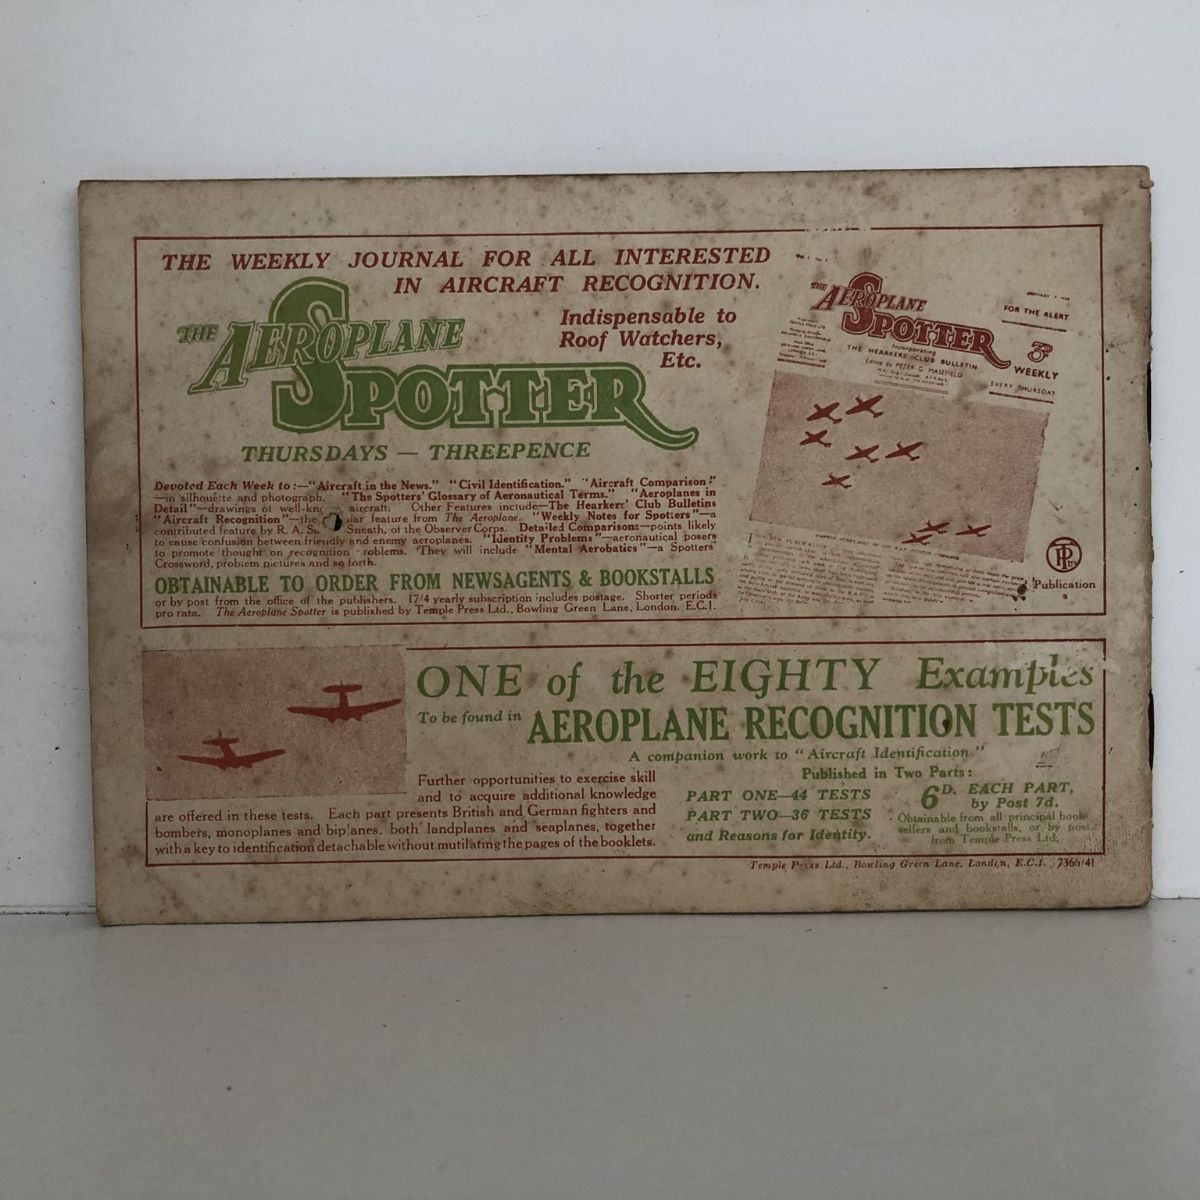 THE WEEKLY JOURNAL FOR ALL INTERESTED
IN AIRCRAFT RECOGNITION.
THE AEROPLANE
SPOTTER
Indispensable to
Roof Watchers,
Etc.
THURSDAYS — THREEPENCE
Devoted Each Week to :—"Aircraft in the News." "Civil Identification." "Aircraft Comparison"
—in silhouette and photograph. "The Spotters' Glossary of Aeronautical Terms." "Aeroplanes in
Detail"—drawings of well-kn aircraft. Other Features include—The Hearkers' Club Bulletins
"Aircraft Recognition"—the lar feature from The Aeroplane. "Weekly Notes for Spotters"—a
contributed feature by R. A. Sneath, of the Observer Corps. Detailed Comparisons—points likely
to cause confusion between friendly and enemy aeroplanes. "Identity Problems"—aeronautical posers
to promote thought on recognition roblems. They will include "Mental Aerobatics"—a Spotters'
Crossword, problem pictures and so forth.
OBTAINABLE TO ORDER FROM NEWSAGENTS & BOOKSTALLS
or by post from the office of the publishers. 17/4 yearly subscription includes postage. Shorter periods
pro rata. The Aeroplane Spotter is published by Temple Press Ltd., Bowling Green Lane, London. E.C.1.
THE AEROPLANE
SPOTTER
Incorporating
THE HEARKERS' CLUB BULLETIN
Edited by PETER G. MASEFIELD
FOR THE ALERT
3D
WEEKLY
EVERY THURSDAY
TP
Ltd
Publication
s
ONE of the EIGHTY Examples
To be found in AEROPLANE RECOGNITION TESTS
A companion work to "Aircraft Identification"
Further opportunities to exercise skill
and to acquire additional knowledge
are offered in these tests. Each part presents British and German fighters and
bombers, monoplanes and biplanes, both landplanes and seaplanes, together
with a key to identification detachable without mutilating the pages of the booklets.
Published in Two Parts:
PART ONE—44 TESTS
PART TWO—36 TESTS
and Reasons for Identity.
6D. EACH PART,
by Post 7d.
Obtainable from all principal book-
sellers and bookstalls, or by post
from Temple Press Ltd.
Temple Press Ltd., Bowling Green Lane, London, E.C.1. 7366/41